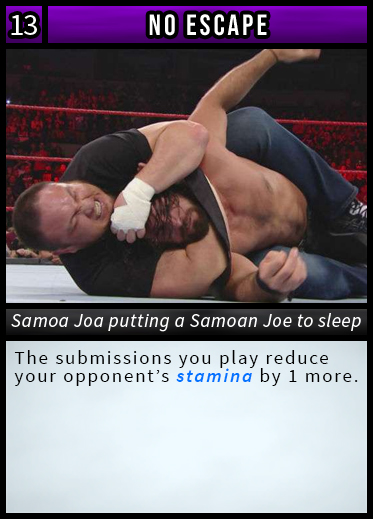 13 NO ESCAPE
Samoa Joa putting a Samoan Joe to sleep
The submissions you play reduce
your opponent's stamina by 1 more.